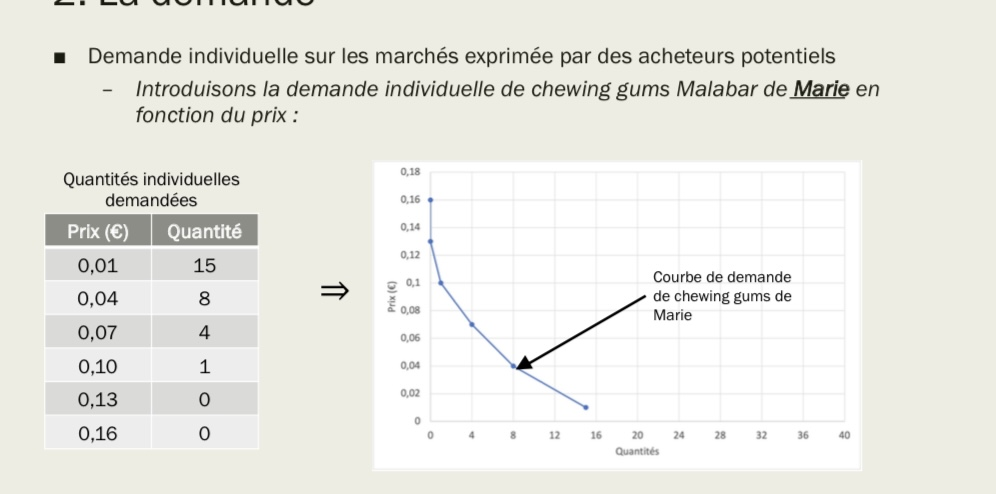 2. La demande
■ Demande individuelle sur les marchés exprimée par des acheteurs potentiels
– Introduisons la demande individuelle de chewing gums Malabar de Marie en
fonction du prix :
Quantités individuelles
demandées
Prix (€) Quantité
0,01 15
0,04 8
0,07 4
0,10 1
0,13 0
0,16 0
⇒
0,18
0,16
0,14
0,12
0,1
0,08
0,06
0,04
0,02
0
Prix (€)
0 4 8 12 16 20 24 28 32 36 40
Quantités
Courbe de demande
de chewing gums de
Marie